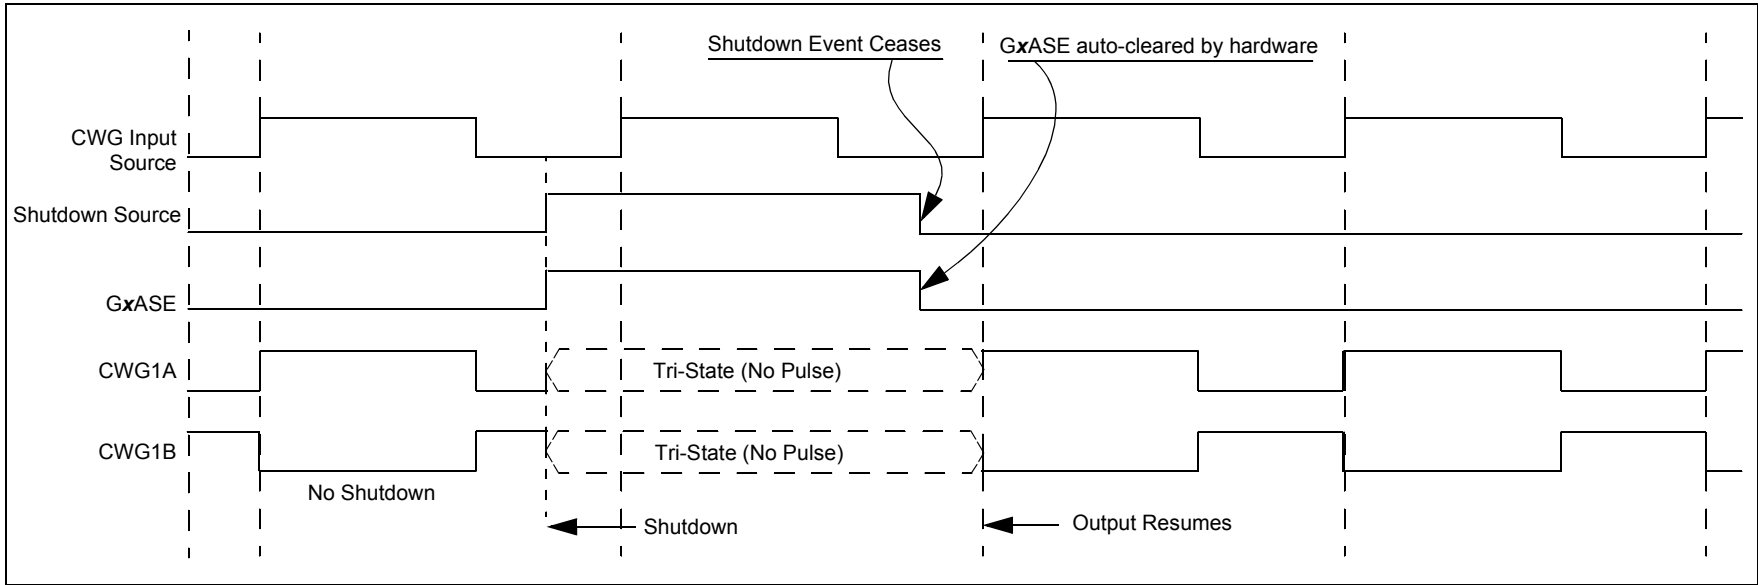 Shutdown Event Ceases
GxASE auto-cleared by hardware
CWG Input
Source
Shutdown Source
GxASE
CWG1A
Tri-State (No Pulse)
CWG1B
Tri-State (No Pulse)
No Shutdown
Shutdown
Output Resumes